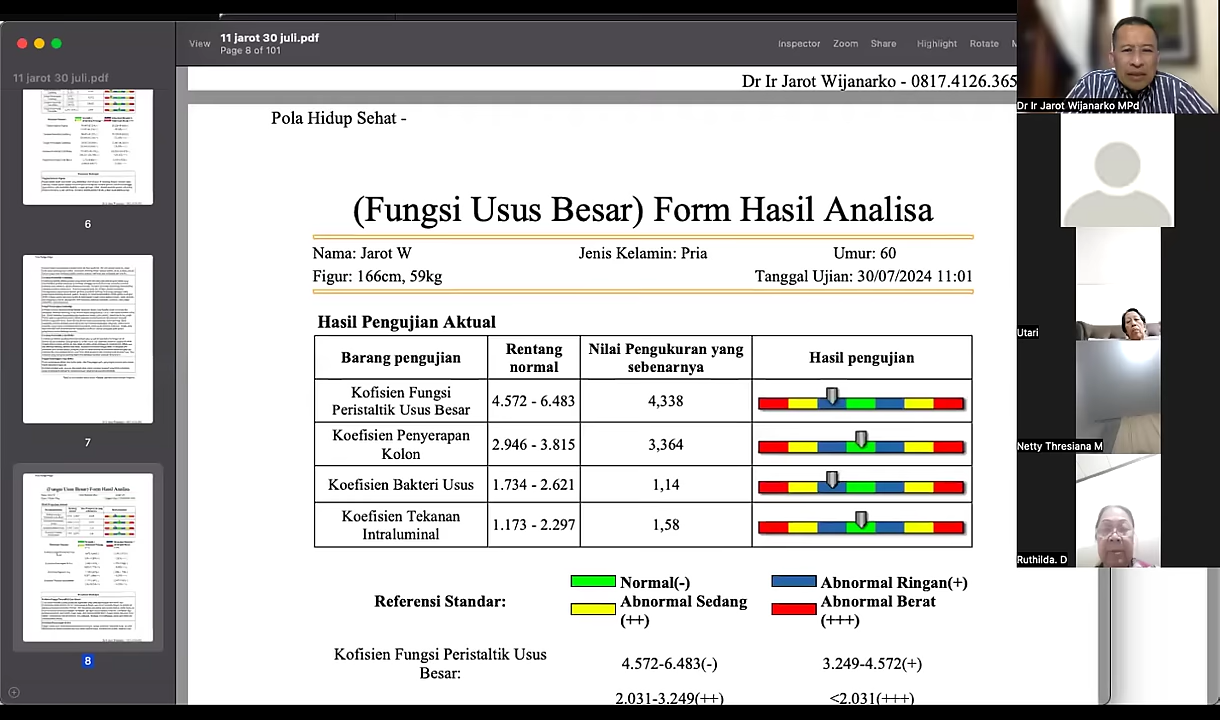 View
11 jarot 30 juli.pdf
Page 8 of 101
Inspector
Zoom
Share
Highlight
Rotate
11 jarot 30 juli.pdf
6
7
8
Dr Ir Jarot Wijanarko - 0817.4126.365
Pola Hidup Sehat -
(Fungsi Usus Besar) Form Hasil Analisa
Nama: Jarot W
Jenis Kelamin: Pria
Umur: 60
Figur: 166cm, 59kg
Tanggal Ujian: 30/07/2024 11:01
Hasil Pengujian Aktual
Barang pengujian
Rentang
normal
Nilai Pengukuran yang
sebenarnya
Hasil pengujian
Kofisien Fungsi
Peristaltik Usus Besar
4.572 - 6.483
4,338
Koefisien Penyerapan
Kolon
2.946 - 3.815
3,364
Koefisien Bakteri Usus
1.734 - 2.621
1,14
Koefisien Tekanan
Intraluminal
1.173 - 2.297
1,58
Referensi Standar:
Normal(-)
Abnormal Ringan(+)
Abnormal Sedang
(++)
Abnormal Berat
(+++)
Kofisien Fungsi Peristaltik Usus
Besar:
4.572-6.483(-)
3.249-4.572(+)
2.031-3.249(++)
<2.031(+++)
Dr Ir Jarot Wijanarko MPd
Utari
Netty Thresiana M
Ruthilda. D